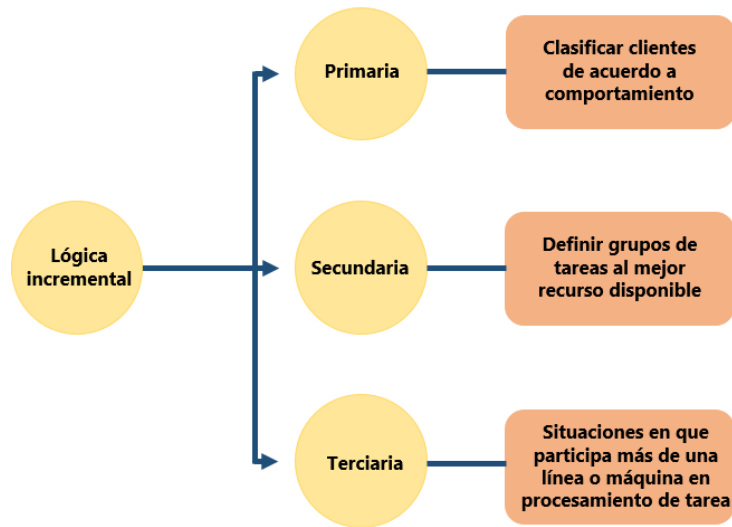 Lógica
incremental
Primaria
Clasificar clientes
de acuerdo a
comportamiento
Secundaria
Definir grupos de
tareas al mejor
recurso disponible
Terciaria
Situaciones en que
participa más de una
línea o máquina en
procesamiento de tarea